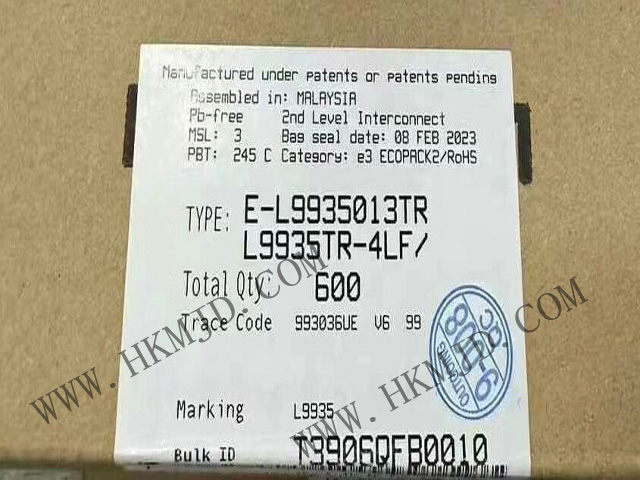 Manufactured under patents or patents pending
Assembled in: MALAYSIA
Pb-free 2nd Level Interconnect
MSL: 3 Bag seal date: 08 FEB 2023
PBT: 245 C Category: e3 ECOPACK2/RoHS
TYPE: E-L9935013TR
L9935TR-4LF/
Total Qty: 600
Trace Code 993036UE V6 99
Marking L9935
Bulk ID T3906QFB0010
WWW.HKMJD.COM
WWW.HKMJD.COM